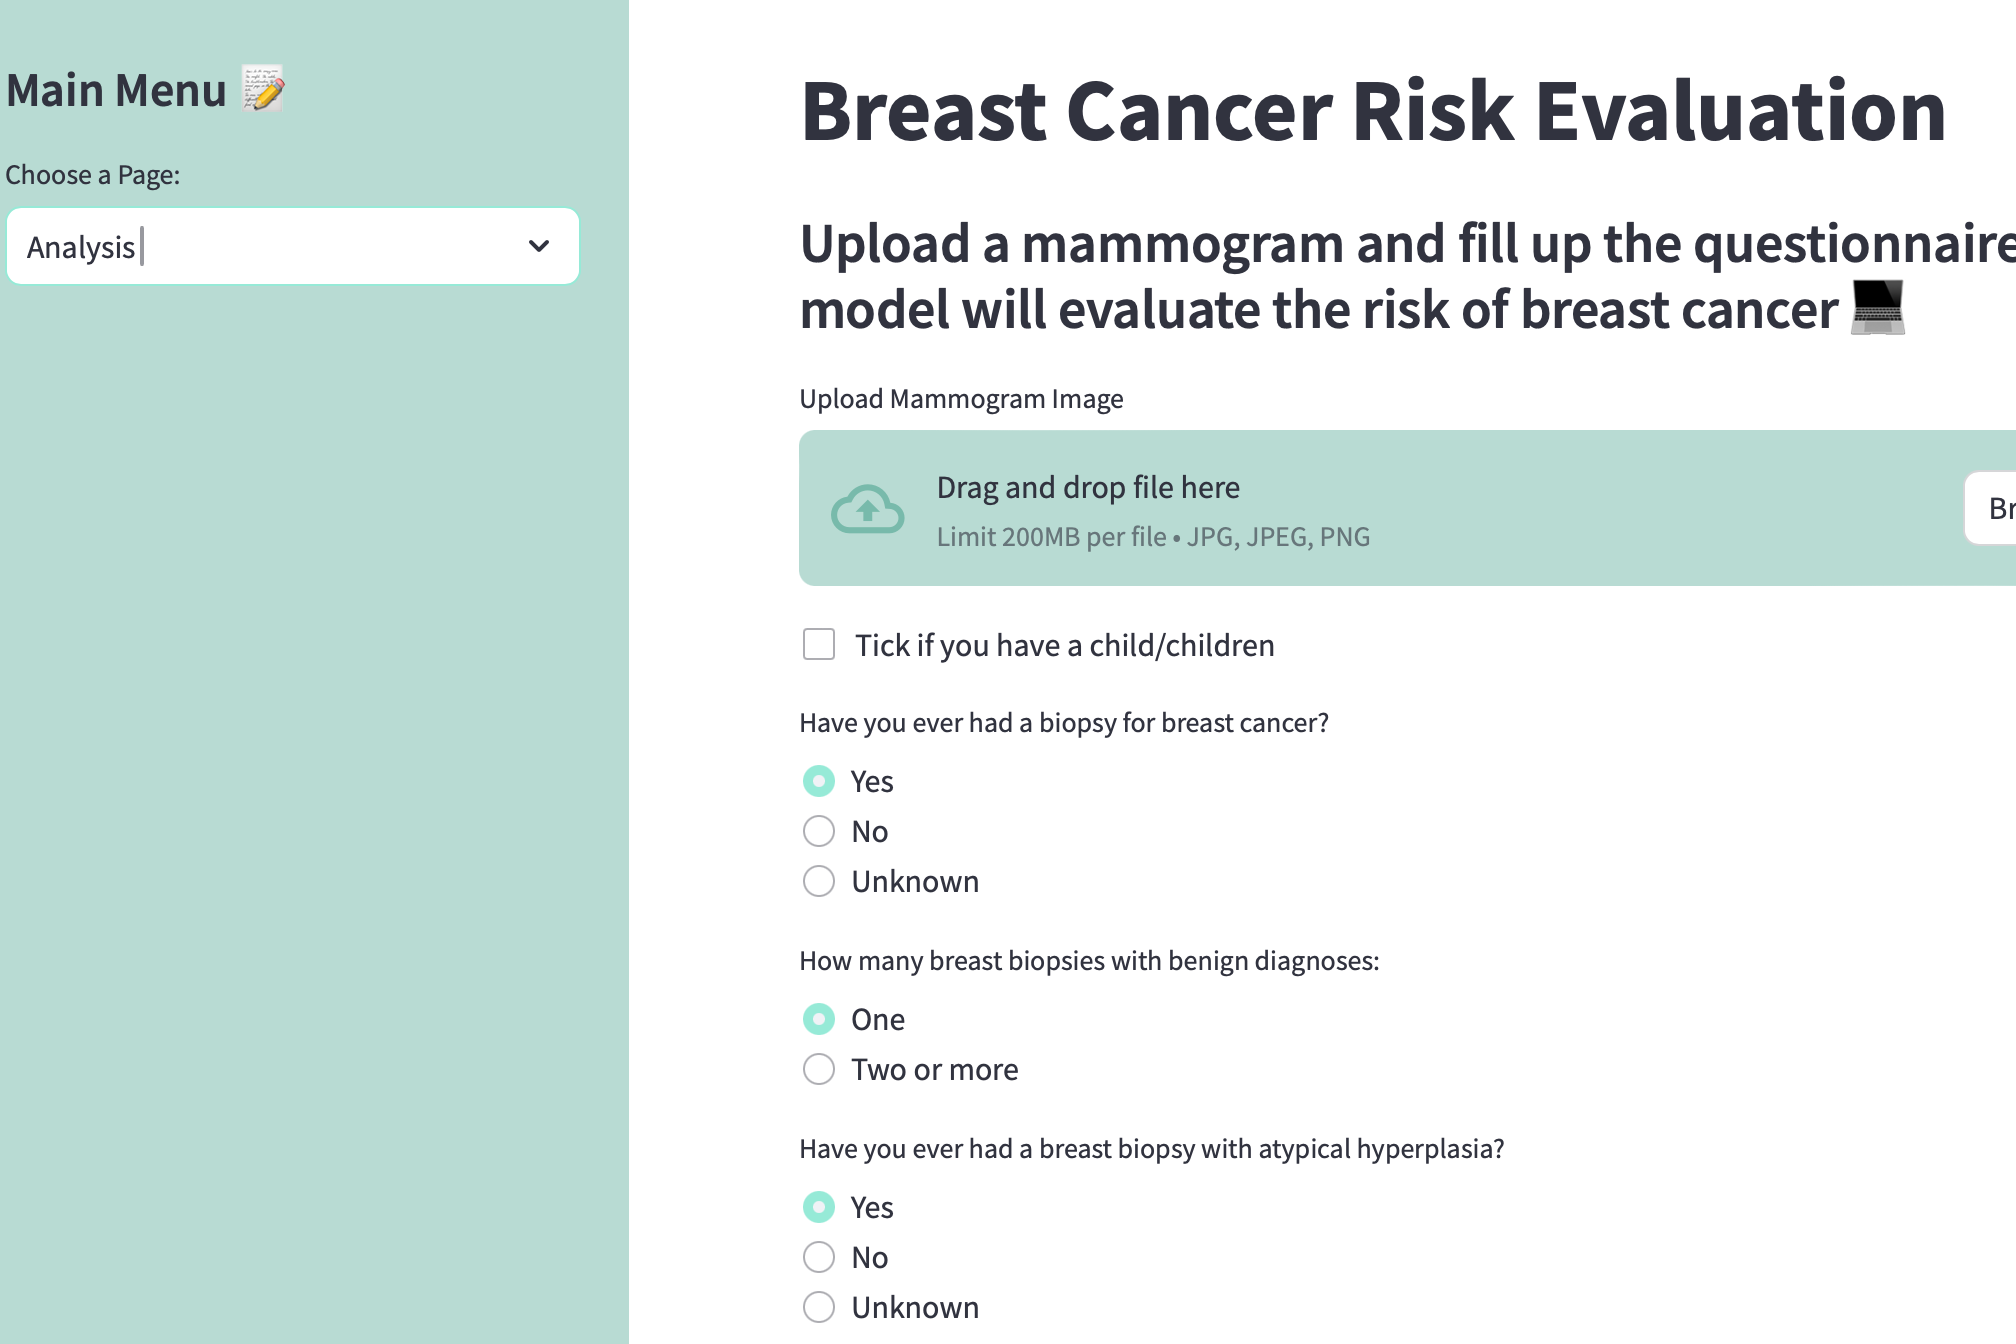 Main Menu
Choose a Page:
Analysis
Breast Cancer Risk Evaluation
Upload a mammogram and fill up the questionnaire
model will evaluate the risk of breast cancer
Upload Mammogram Image
Drag and drop file here
Limit 200MB per file • JPG, JPEG, PNG
Br
Tick if you have a child/children
Have you ever had a biopsy for breast cancer?
Yes
No
Unknown
How many breast biopsies with benign diagnoses:
One
Two or more
Have you ever had a breast biopsy with atypical hyperplasia?
Yes
No
Unknown